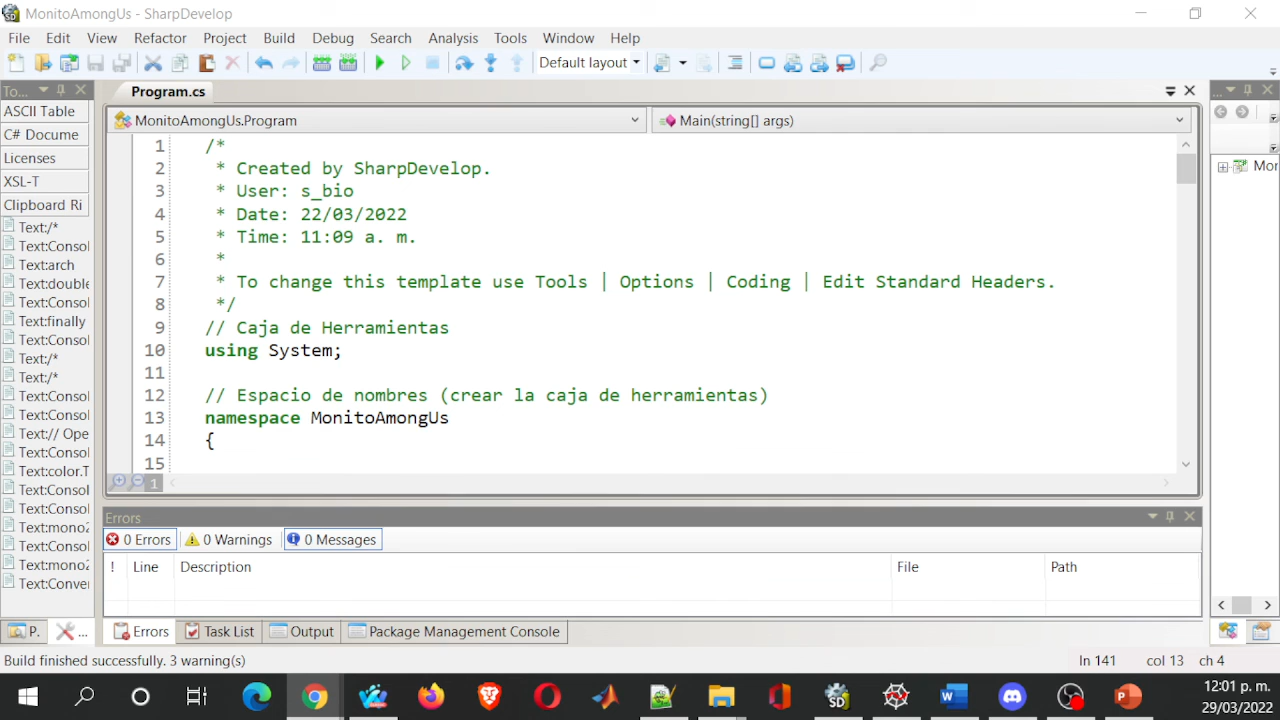 MonitoAmongUs - SharpDevelop
File Edit View Refactor Project Build Debug Search Analysis Tools Window Help
Default layout
To...
ASCII Table
C# Docume
Licenses
XSL-T
Clipboard Ri
Text:/*
Text:Consol
Text:arch
Text:double
Text:Consol
Text:finally
Text:Consol
Text:/*
Text:/*
Text:Consol
Text:Consol
Text:// Ope
Text:Consol
Text:color.T
Text:Consol
Text:Consol
Text:mono2
Text:Consol
Text:mono2
Text:Conver
P.
...
Program.cs
MonitoAmongUs.Program
Main(string[] args)
1 /*
2 * Created by SharpDevelop.
3 * User: s_bio
4 * Date: 22/03/2022
5 * Time: 11:09 a. m.
6 *
7 * To change this template use Tools | Options | Coding | Edit Standard Headers.
8 */
9 // Caja de Herramientas
10 using System;
11
12 // Espacio de nombres (crear la caja de herramientas)
13 namespace MonitoAmongUs
14 {
15
1
...
Mor
Errors
0 Errors 0 Warnings 0 Messages
! Line Description File Path
Errors Task List Output Package Management Console
Build finished successfully. 3 warning(s)
ln 141 col 13 ch 4
12:01 p. m.
29/03/2022